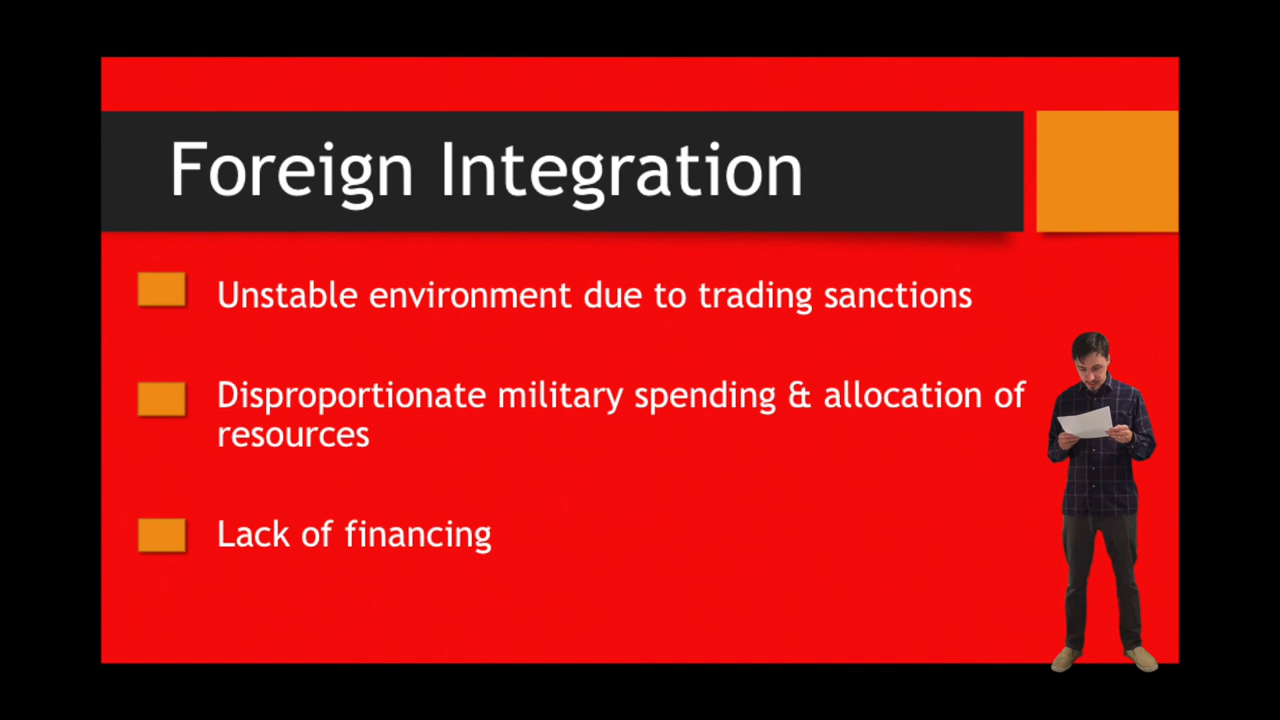 Foreign Integration
Unstable environment due to trading sanctions
Disproportionate military spending & allocation of
resources
Lack of financing